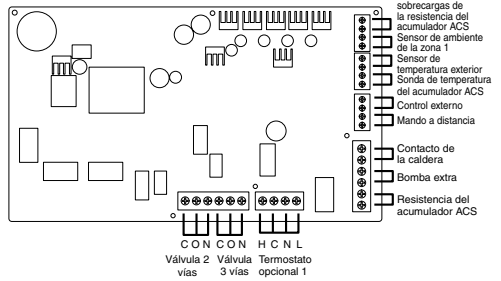 sobrecargas de
la resistencia del
acumulador ACS
Sensor de ambiente
de la zona 1
Sensor de
temperatura exterior
Sonda de temperatura
del acumulador ACS
Control externo
Mando a distancia
Contacto de
la caldera
Bomba extra
Resistencia del
acumulador ACS
C O N C O N H C N L
Válvula 2 Válvula Termostato
vías 3 vías opcional 1